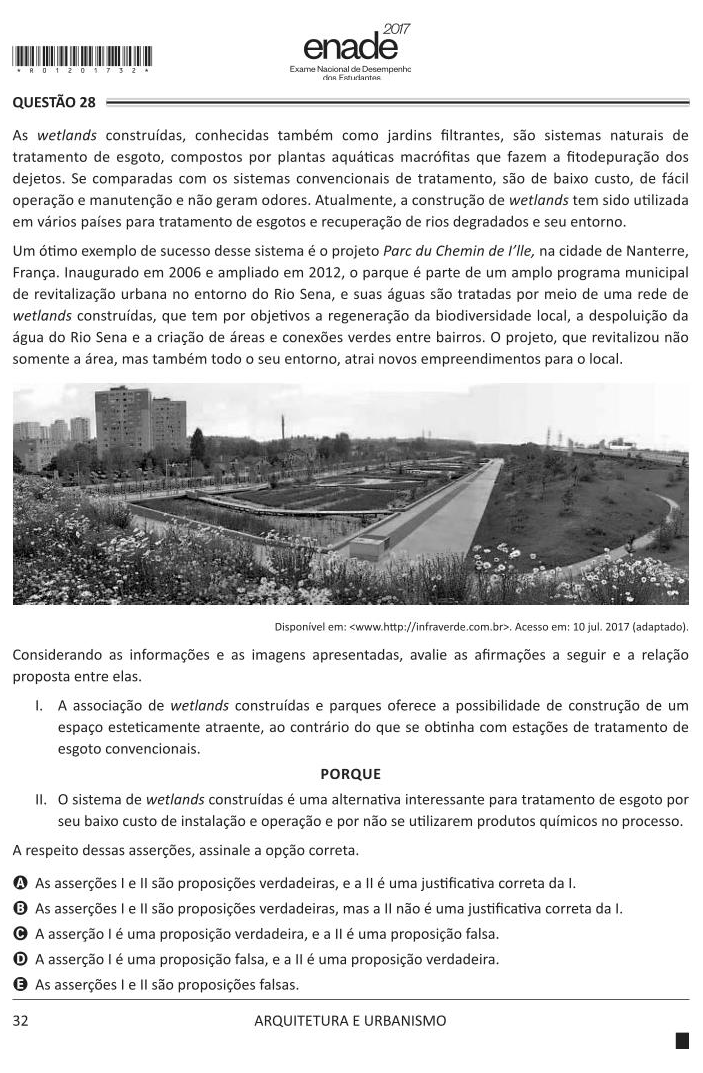 2017
enade
Exame Nacional de Desempenho
dos Estudantes
*R01201732*
QUESTÃO 28
As wetlands construídas, conhecidas também como jardins filtrantes, são sistemas naturais de
tratamento de esgoto, compostos por plantas aquáticas macrófitas que fazem a fitodepuração dos
dejetos. Se comparadas com os sistemas convencionais de tratamento, são de baixo custo, de fácil
operação e manutenção e não geram odores. Atualmente, a construção de wetlands tem sido utilizada
em vários países para tratamento de esgotos e recuperação de rios degradados e seu entorno.
Um ótimo exemplo de sucesso desse sistema é o projeto Parc du Chemin de I’lle, na cidade de Nanterre,
França. Inaugurado em 2006 e ampliado em 2012, o parque é parte de um amplo programa municipal
de revitalização urbana no entorno do Rio Sena, e suas águas são tratadas por meio de uma rede de
wetlands construídas, que tem por objetivos a regeneração da biodiversidade local, a despoluição da
água do Rio Sena e a criação de áreas e conexões verdes entre bairros. O projeto, que revitalizou não
somente a área, mas também todo o seu entorno, atrai novos empreendimentos para o local.
Disponível em: <www.http://infraverde.com.br>. Acesso em: 10 jul. 2017 (adaptado).
Considerando as informações e as imagens apresentadas, avalie as afirmações a seguir e a relação
proposta entre elas.
I. A associação de wetlands construídas e parques oferece a possibilidade de construção de um
espaço esteticamente atraente, ao contrário do que se obtinha com estações de tratamento de
esgoto convencionais.
PORQUE
II. O sistema de wetlands construídas é uma alternativa interessante para tratamento de esgoto por
seu baixo custo de instalação e operação e por não se utilizarem produtos químicos no processo.
A respeito dessas asserções, assinale a opção correta.
A As asserções I e II são proposições verdadeiras, e a II é uma justificativa correta da I.
B As asserções I e II são proposições verdadeiras, mas a II não é uma justificativa correta da I.
C A asserção I é uma proposição verdadeira, e a II é uma proposição falsa.
D A asserção I é uma proposição falsa, e a II é uma proposição verdadeira.
E As asserções I e II são proposições falsas.
32
ARQUITETURA E URBANISMO